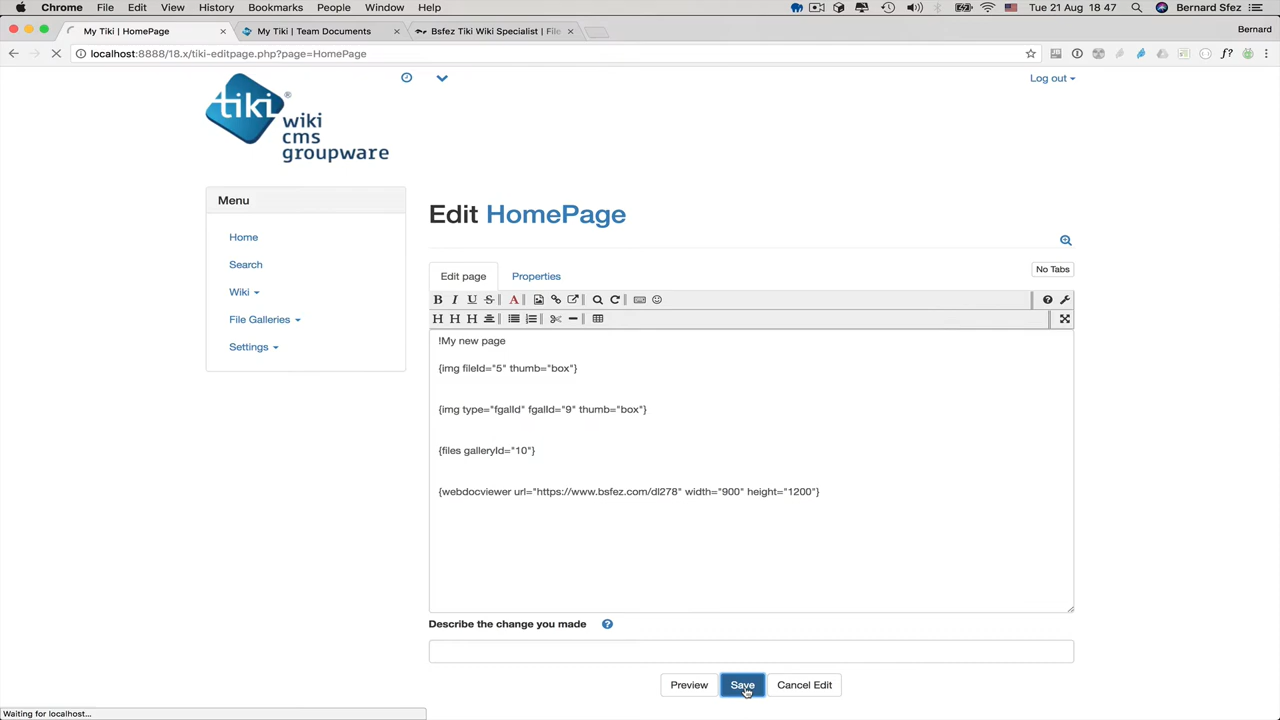 Chrome File Edit View History Bookmarks People Window Help Tue 21 Aug 18:47 Bernard Sfez
My Tiki | HomePage My Tiki | Team Documents Bsfez Tiki Wiki Specialist | File Bernard
localhost:8888/18.x/tiki-editpage.php?page=HomePage f?
Log out
tiki®
wiki
cms
groupware
Menu
Home
Search
Wiki
File Galleries
Settings
Edit HomePage
Edit page Properties No Tabs
B I U S A
H H H
!My new page
{img fileId="5" thumb="box"}
{img type="fgalId" fgalId="9" thumb="box"}
{files galleryId="10"}
{webdocviewer url="https://www.bsfez.com/dl278" width="900" height="1200"}
Describe the change you made
Preview Save Cancel Edit
Waiting for localhost...